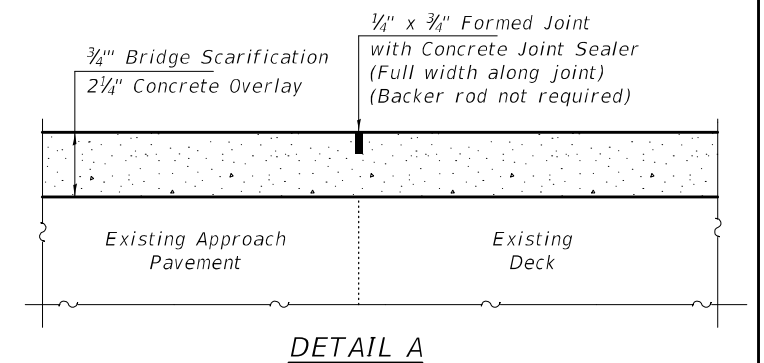 ¾"' Bridge Scarification
2¼" Concrete Overlay
¼" x ¾" Formed Joint
with Concrete Joint Sealer
(Full width along joint)
(Backer rod not required)
Existing Approach
Pavement
Existing
Deck
DETAIL A